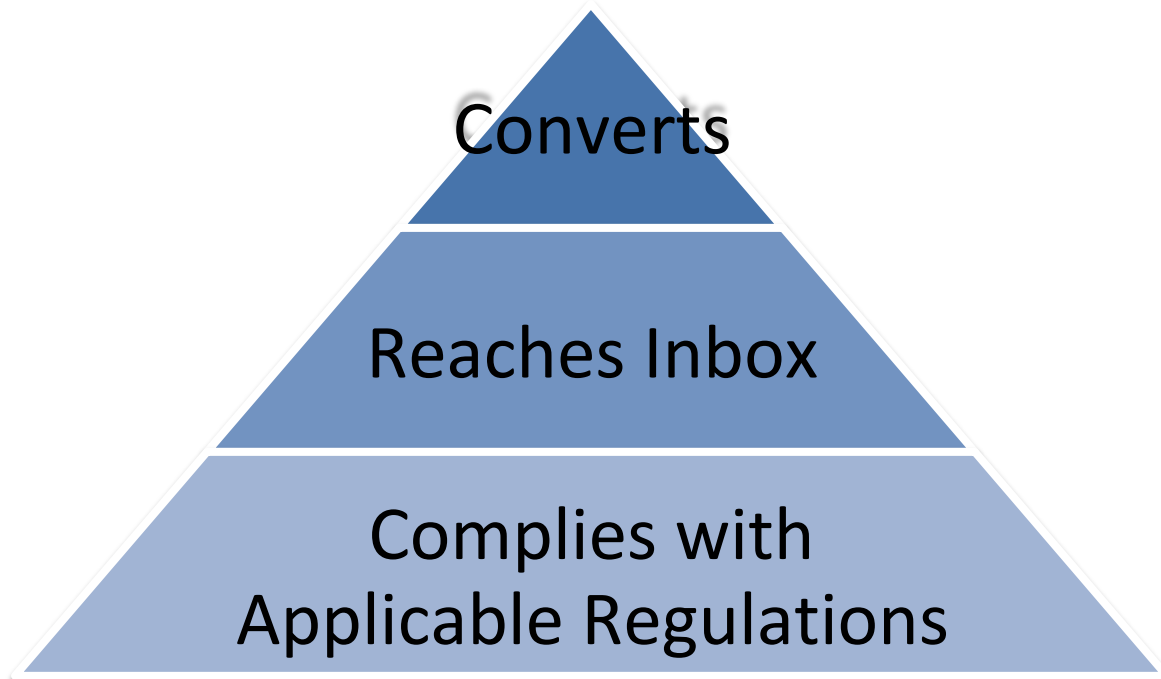 Converts
Reaches Inbox
Complies with
Applicable Regulations